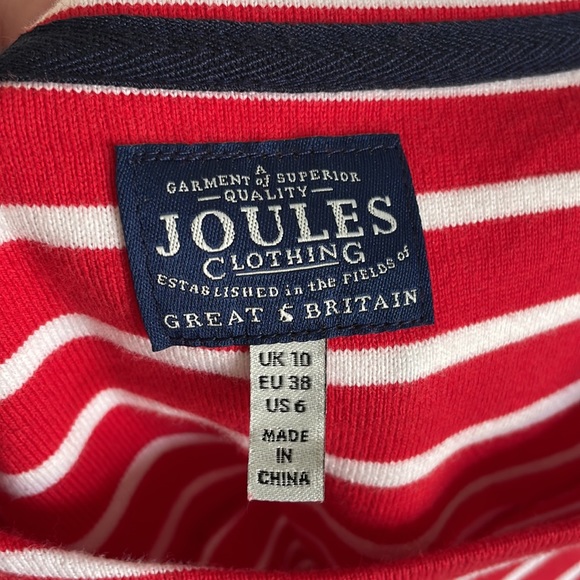 A
GARMENT of SUPERIOR
QUALITY
JOULES
CLOTHING
ESTABLISHED in the FIELDS of
GREAT BRITAIN
UK 10
EU 38
US 6
MADE
IN
CHINA